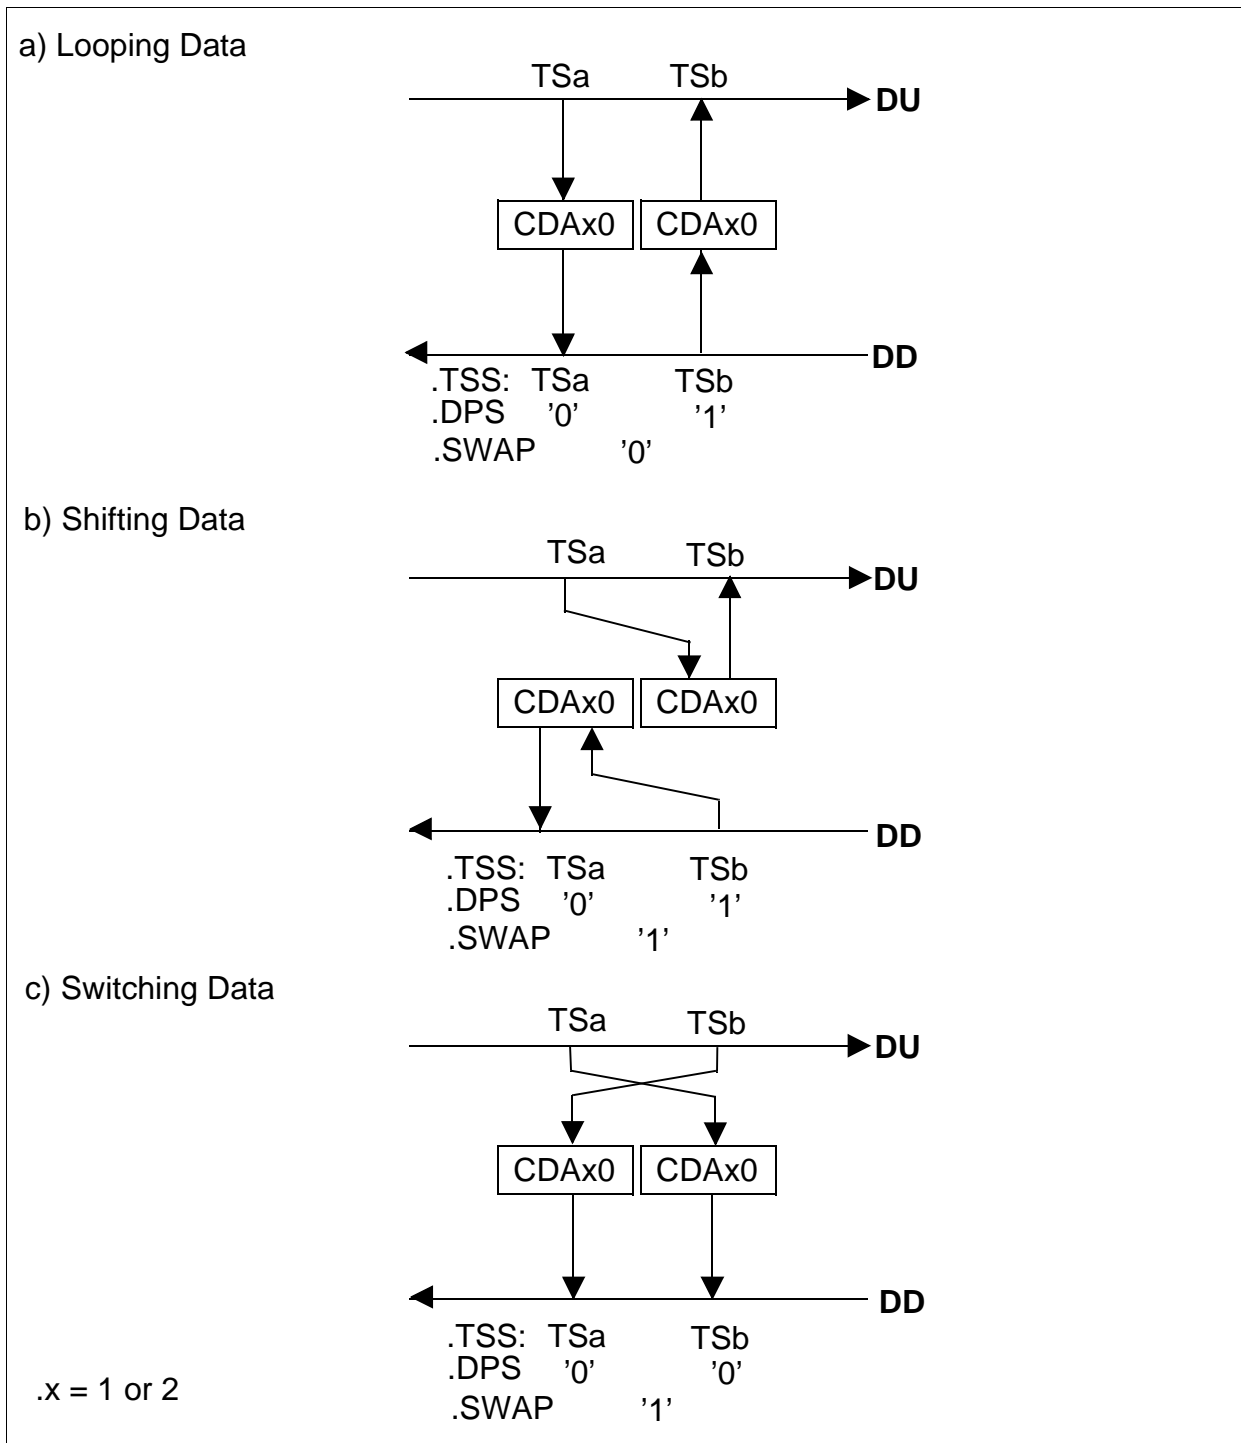 a) Looping Data
TSa TSb
DU
CDAx0 CDAx0
DD
.TSS: TSa TSb
.DPS ’0’ ’1’
.SWAP ’0’
b) Shifting Data
TSa TSb
DU
CDAx0 CDAx0
DD
.TSS: TSa TSb
.DPS ’0’ ’1’
.SWAP ’1’
c) Switching Data
TSa TSb
DU
CDAx0 CDAx0
DD
.TSS: TSa TSb
.DPS ’0’ ’0’
.x = 1 or 2
.SWAP ’1’